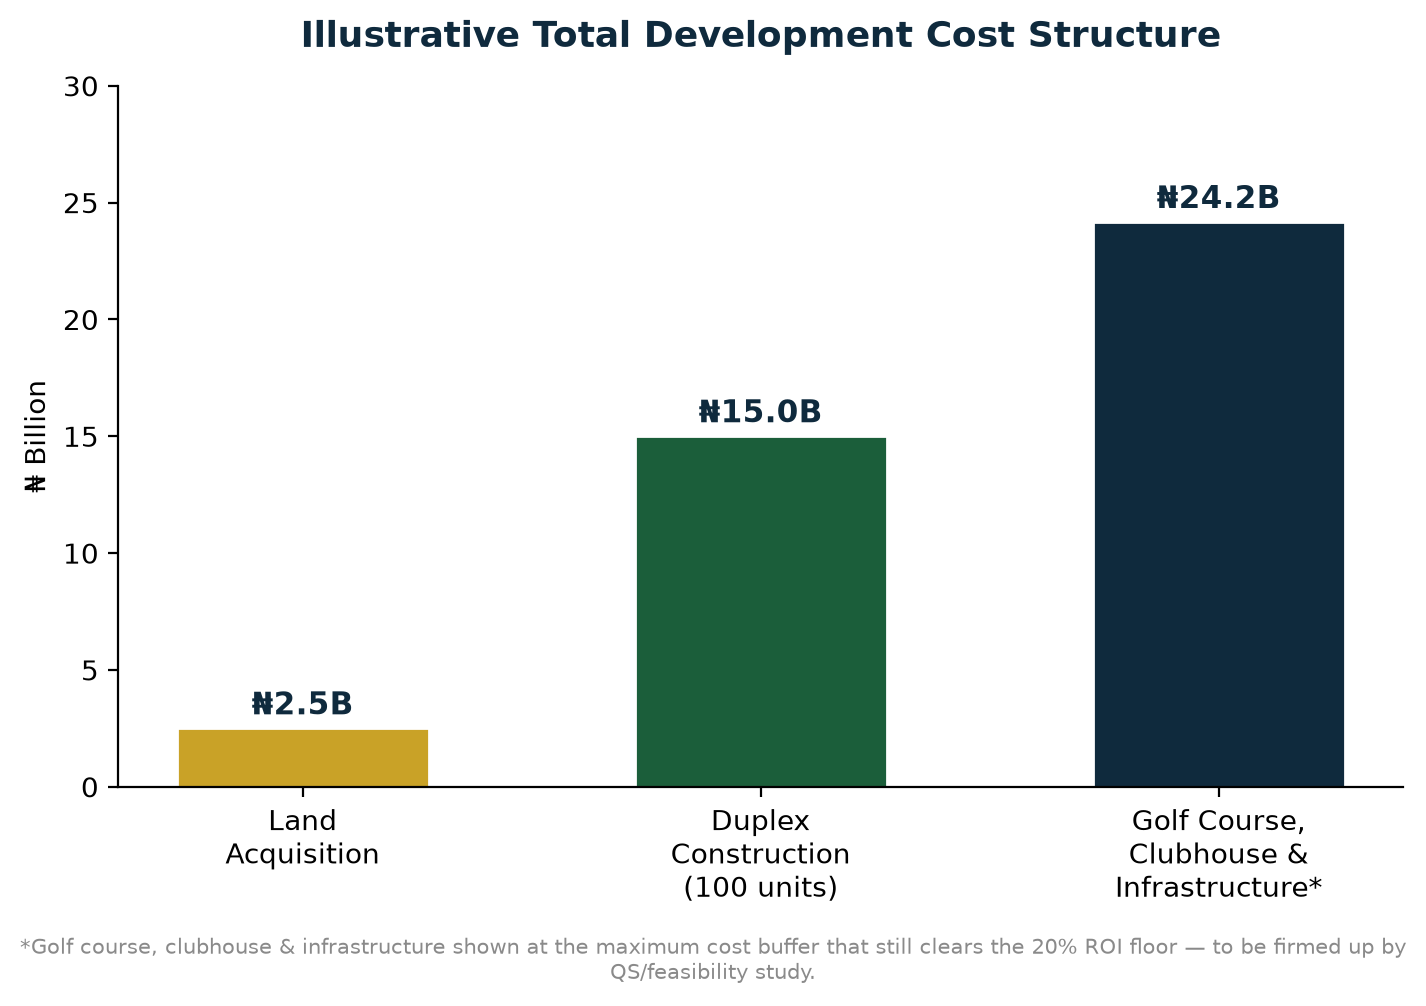 Illustrative Total Development Cost Structure
30
25
20
15
10
5
0
₦ Billion
₦2.5B
₦15.0B
₦24.2B
Land
Acquisition
Duplex
Construction
(100 units)
Golf Course,
Clubhouse &
Infrastructure*
*Golf course, clubhouse & infrastructure shown at the maximum cost buffer that still clears the 20% ROI floor — to be firmed up by
QS/feasibility study.